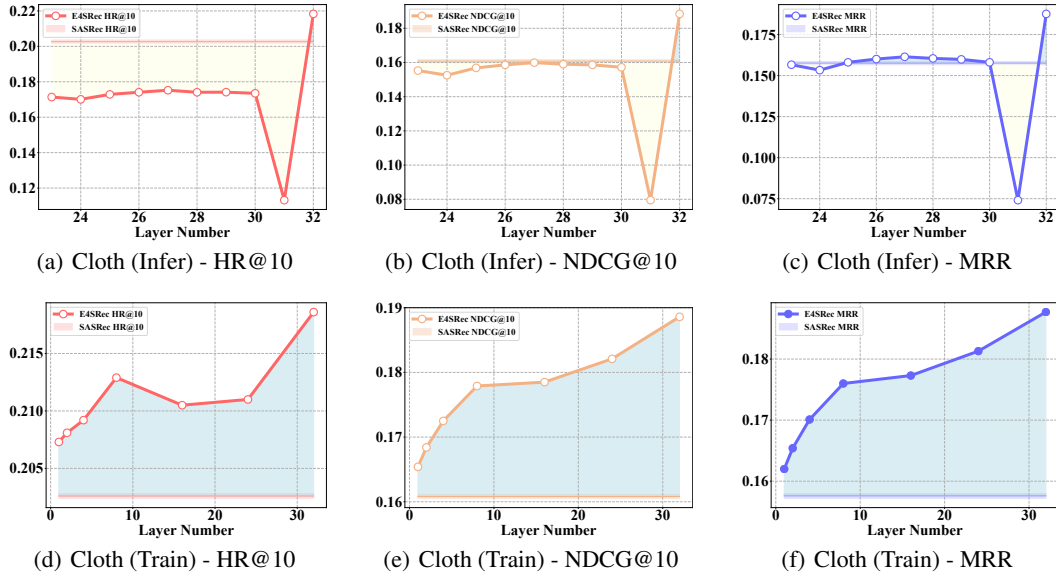 E4SRec HR@10
SASRec HR@10
0.22
0.20
0.18
0.16
0.14
0.12
24 26 28 30 32
Layer Number
(a) Cloth (Infer) - HR@10
E4SRec NDCG@10
SASRec NDCG@10
0.18
0.16
0.14
0.12
0.10
0.08
24 26 28 30 32
Layer Number
(b) Cloth (Infer) - NDCG@10
E4SRec MRR
SASRec MRR
0.175
0.150
0.125
0.100
0.075
24 26 28 30 32
Layer Number
(c) Cloth (Infer) - MRR
E4SRec HR@10
SASRec HR@10
0.215
0.210
0.205
0 10 20 30
Layer Number
(d) Cloth (Train) - HR@10
E4SRec NDCG@10
SASRec NDCG@10
0.19
0.18
0.17
0.16
0 10 20 30
Layer Number
(e) Cloth (Train) - NDCG@10
E4SRec MRR
SASRec MRR
0.18
0.17
0.16
0 10 20 30
Layer Number
(f) Cloth (Train) - MRR